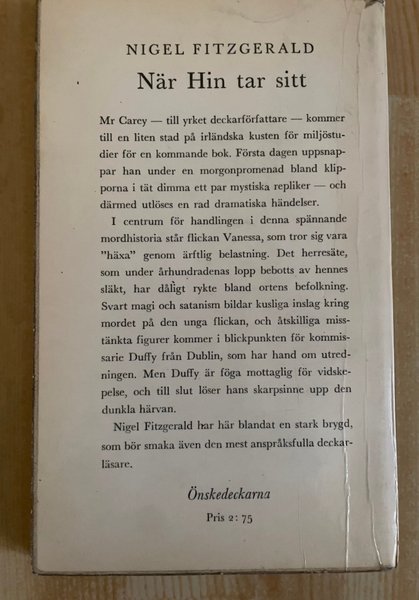 NIGEL FITZGERALD
När Hin tar sitt
Mr Carey — till yrket deckarförfattare — kommer
till en liten stad på irländska kusten för miljöstu-
dier för en kommande bok. Första dagen uppsnap-
par han under en morgonpromenad bland klip-
porna i tät dimma ett par mystiska repliker — och
därmed utlöses en rad dramatiska händelser.
I centrum för handlingen i denna spännande
mordhistoria står flickan Vanessa, som tror sig vara
"häxa" genom ärftlig belastning. Det herresäte,
som under århundradenas lopp bebotts av hennes
släkt, har dåligt rykte bland ortens befolkning.
Svart magi och satanism bildar kusliga inslag kring
mordet på den unga flickan, och åtskilliga miss-
tänkta figurer kommer i blickpunkten för kommis-
sarie Duffy från Dublin, som har hand om utred-
ningen. Men Duffy är föga mottaglig för vidske-
pelse, och till slut löser hans skarpsinne upp den
dunkla härvan.
Nigel Fitzgerald har här blandat en stark brygd,
som bör smaka även den mest anspråksfulla deckar-
läsare.
Önskedeckarna
Pris 2: 75